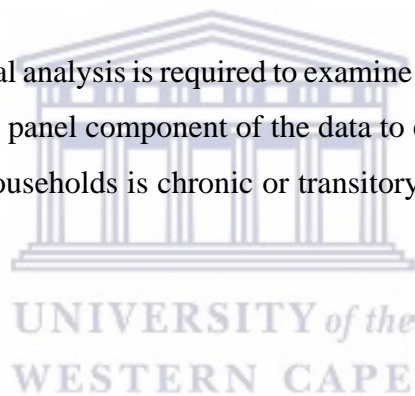 al analysis is required to examine
panel component of the data to
ouseholds is chronic or transitory
UNIVERSITY of the
WESTERN CAPE